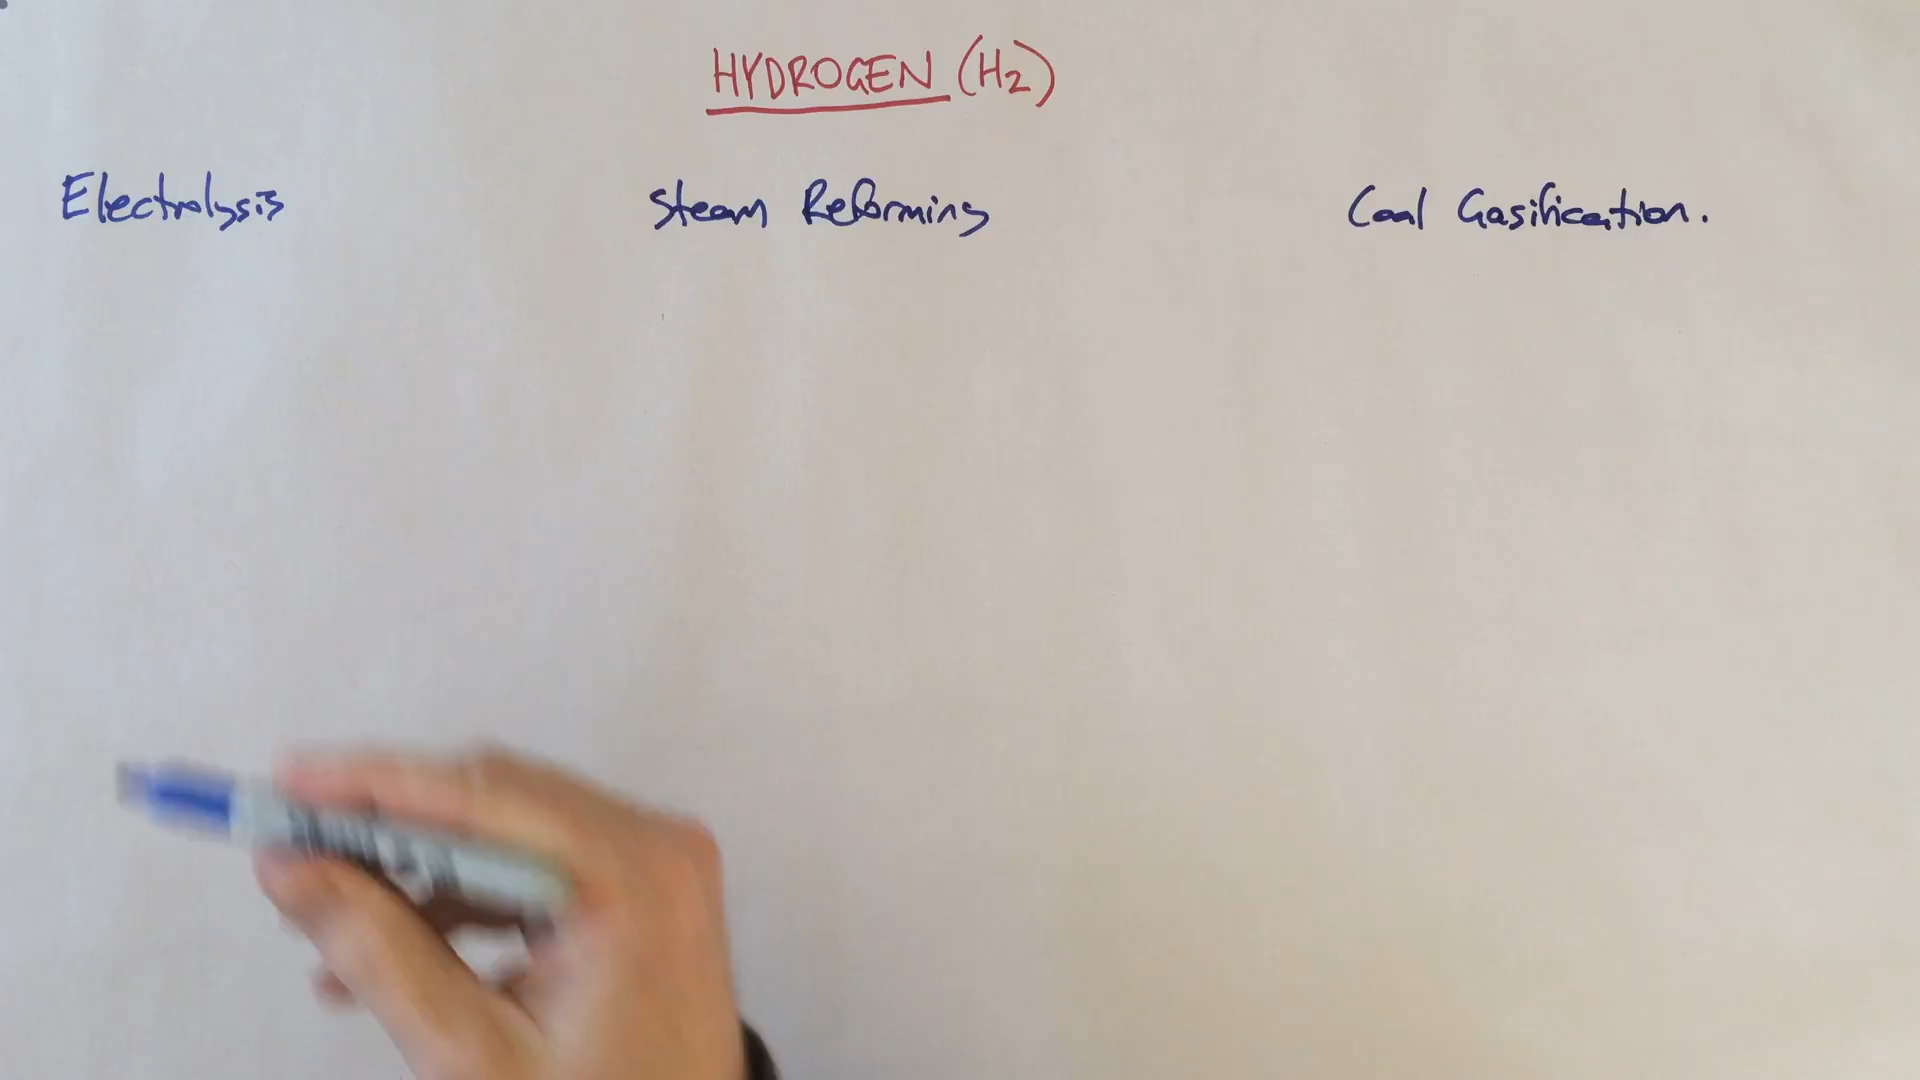 HYDROGEN (H2)
Electrolysis
Steam Reforming
Coal Gasification.